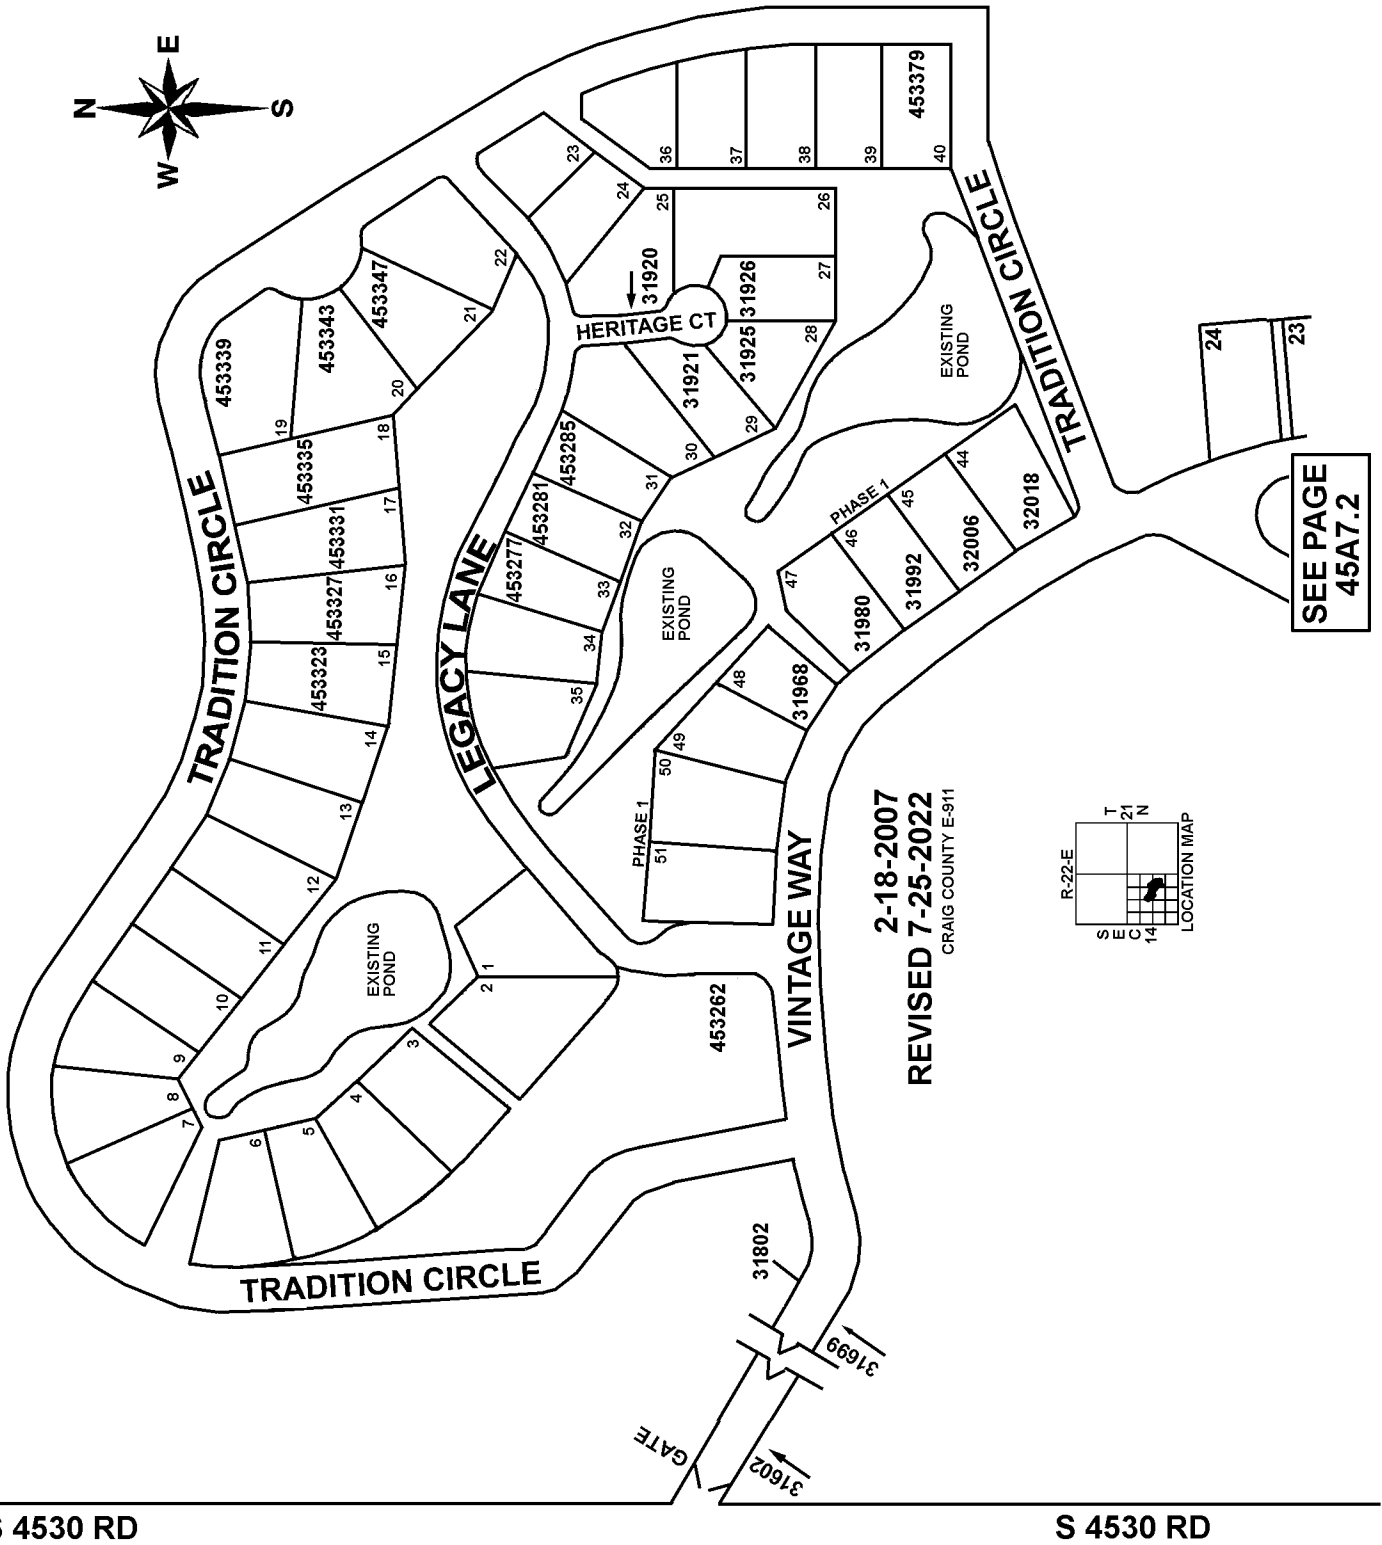 N
E
W
S
453339
453343
453347
453335
453331
453327
453323
19
18
20
21
22
17
16
15
14
13
12
11
10
9
8
7
6
5
4
3
2
1
TRADITION CIRCLE
LEGACY LANE
HERITAGE CT
23
24
25
26
27
28
29
30
31
32
33
34
35
36
37
38
39
40
453379
31920
31926
31925
31921
453285
453281
453277
EXISTING
POND
EXISTING
POND
EXISTING
POND
TRADITION CIRCLE
TRADITION CIRCLE
PHASE 1
44
45
46
47
48
49
50
51
32018
32006
31992
31980
31968
PHASE 1
VINTAGE WAY
453262
TRADITION CIRCLE
31802
31699
31602
GATE
24
23
SEE PAGE
45A7.2
2-18-2007
REVISED 7-25-2022
CRAIG COUNTY E-911
R-22-E
T
21
N
S
E
C
14
LOCATION MAP
S 4530 RD
S 4530 RD